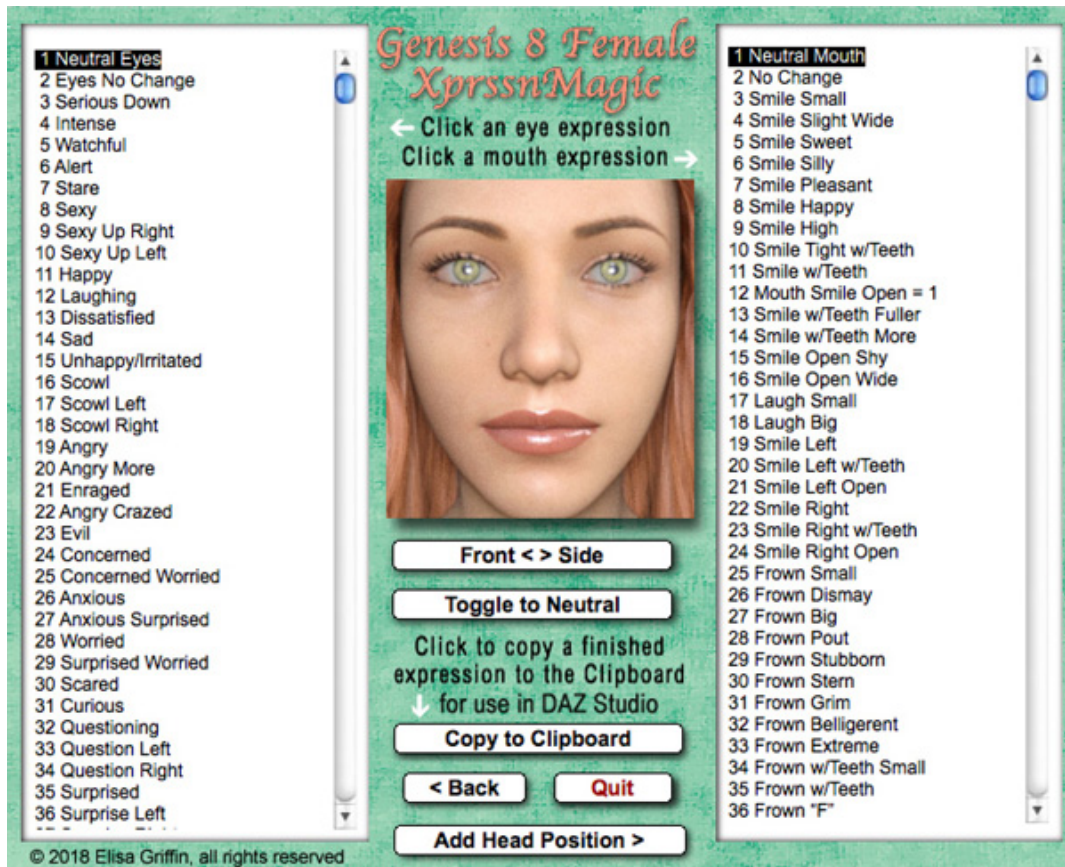 1 Neutral Eyes
2 Eyes No Change
3 Serious Down
4 Intense
5 Watchful
6 Alert
7 Stare
8 Sexy
9 Sexy Up Right
10 Sexy Up Left
11 Happy
12 Laughing
13 Dissatisfied
14 Sad
15 Unhappy/Irritated
16 Scowl
17 Scowl Left
18 Scowl Right
19 Angry
20 Angry More
21 Enraged
22 Angry Crazed
23 Evil
24 Concerned
25 Concerned Worried
26 Anxious
27 Anxious Surprised
28 Worried
29 Surprised Worried
30 Scared
31 Curious
32 Questioning
33 Question Left
34 Question Right
35 Surprised
36 Surprise Left
© 2018 Elisa Griffin, all rights reserved
Genesis 8 Female
XprssnMagic
← Click an eye expression
Click a mouth expression →
Front < > Side
Toggle to Neutral
Click to copy a finished
expression to the Clipboard
↓ for use in DAZ Studio
Copy to Clipboard
< Back
Quit
Add Head Position >
1 Neutral Mouth
2 No Change
3 Smile Small
4 Smile Slight Wide
5 Smile Sweet
6 Smile Silly
7 Smile Pleasant
8 Smile Happy
9 Smile High
10 Smile Tight w/Teeth
11 Smile w/Teeth
12 Mouth Smile Open = 1
13 Smile w/Teeth Fuller
14 Smile w/Teeth More
15 Smile Open Shy
16 Smile Open Wide
17 Laugh Small
18 Laugh Big
19 Smile Left
20 Smile Left w/Teeth
21 Smile Left Open
22 Smile Right
23 Smile Right w/Teeth
24 Smile Right Open
25 Frown Small
26 Frown Dismay
27 Frown Big
28 Frown Pout
29 Frown Stubborn
30 Frown Stern
31 Frown Grim
32 Frown Belligerent
33 Frown Extreme
34 Frown w/Teeth Small
35 Frown w/Teeth
36 Frown "F"